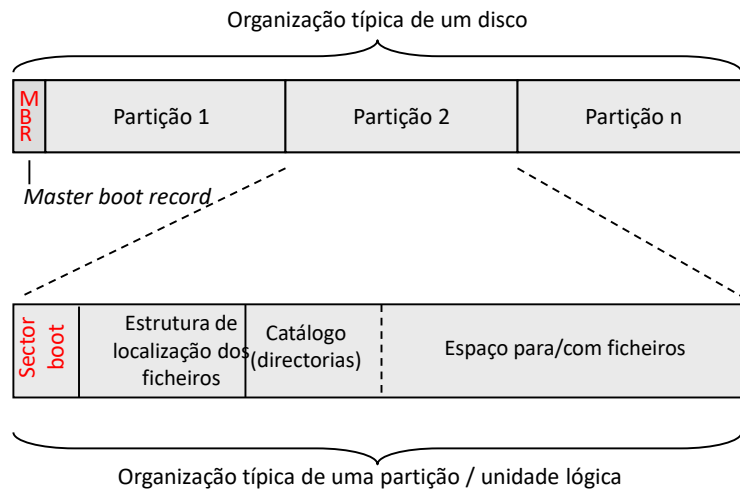 Organização típica de um disco
MBR
Partição 1
Partição 2
Partição n
Master boot record
Sector
boot
Estrutura de
localização dos
ficheiros
Catálogo
(directorias)
Espaço para/com ficheiros
Organização típica de uma partição / unidade lógica